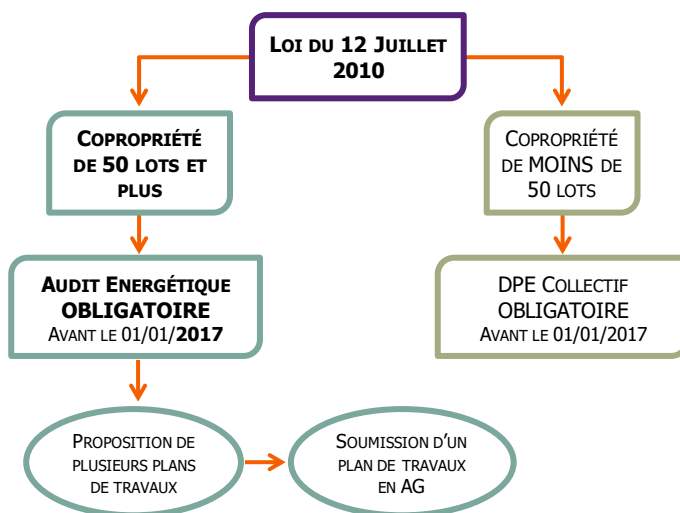 LOI DU 12 JUILLET
2010
COPROPRIÉTÉ
DE 50 LOTS ET
PLUS
COPROPRIÉTÉ
DE MOINS DE
50 LOTS
AUDIT ENERGÉTIQUE
OBLIGATOIRE
AVANT LE 01/01/2017
DPE COLLECTIF
OBLIGATOIRE
AVANT LE 01/01/2017
PROPOSITION DE
PLUSIEURS PLANS
DE TRAVAUX
SOUMISSION D’UN
PLAN DE TRAVAUX
EN AG